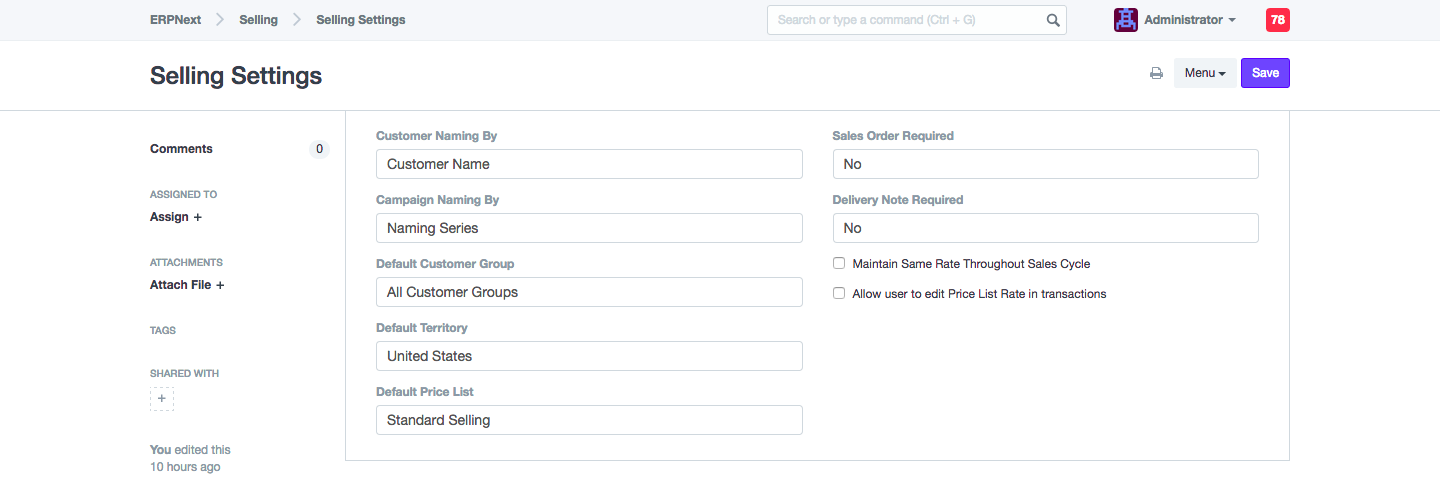 ERPNext Selling Selling Settings Search or type a command (Ctrl + G) Administrator 78
Selling Settings Menu Save
Comments 0
ASSIGNED TO
Assign +
ATTACHMENTS
Attach File +
TAGS
SHARED WITH
+
You edited this
10 hours ago
Customer Naming By
Customer Name
Campaign Naming By
Naming Series
Default Customer Group
All Customer Groups
Default Territory
United States
Default Price List
Standard Selling
Sales Order Required
No
Delivery Note Required
No
Maintain Same Rate Throughout Sales Cycle
Allow user to edit Price List Rate in transactions